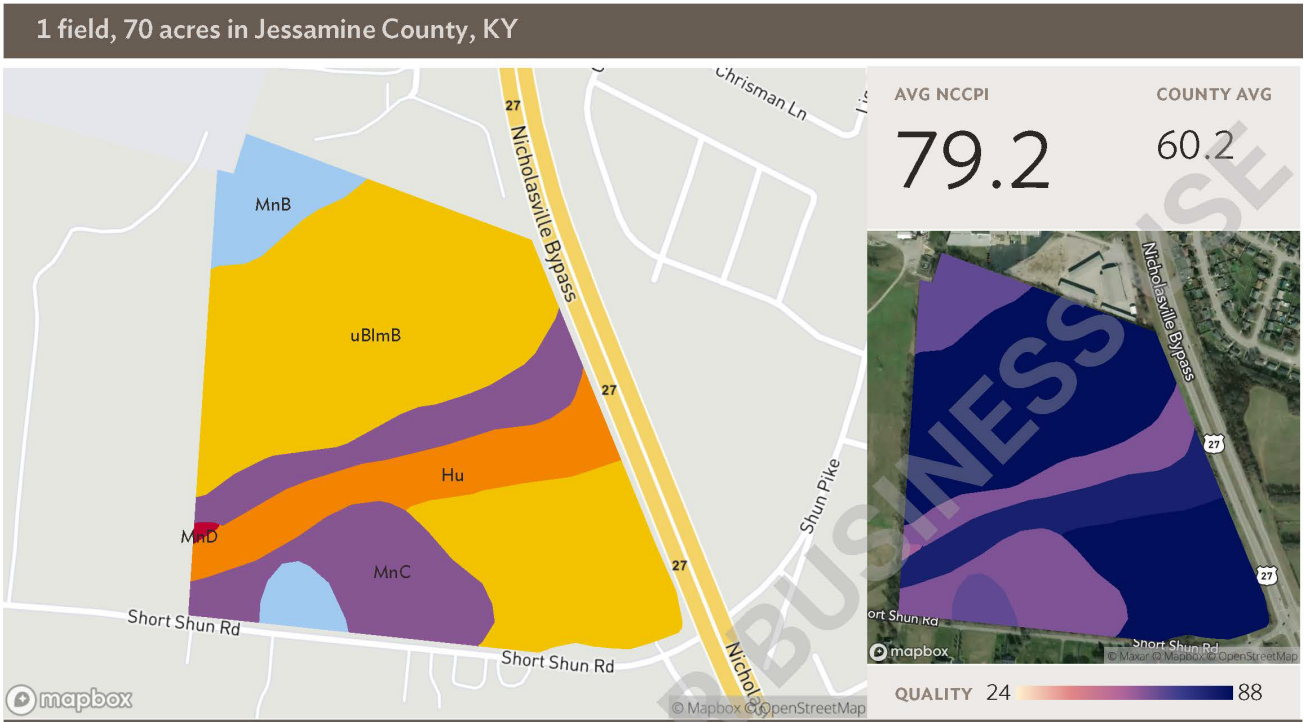 1 field, 70 acres in Jessamine County, KY
Chrisman Ln
27
Nicholasville Bypass
MnB
uBlmB
27
Hu
MnD
MnC
Shun Pike
27
Short Shun Rd
Short Shun Rd
mapbox
© Mapbox © OpenStreetMap
AVG NCCPI
79.2
COUNTY AVG
60.2
Nicholasville Bypass
27
27
ort Shun Rd
Short Shun Rd
mapbox
© Maxar © Mapbox © OpenStreetMap
QUALITY 24 88
R BUSINESS USE